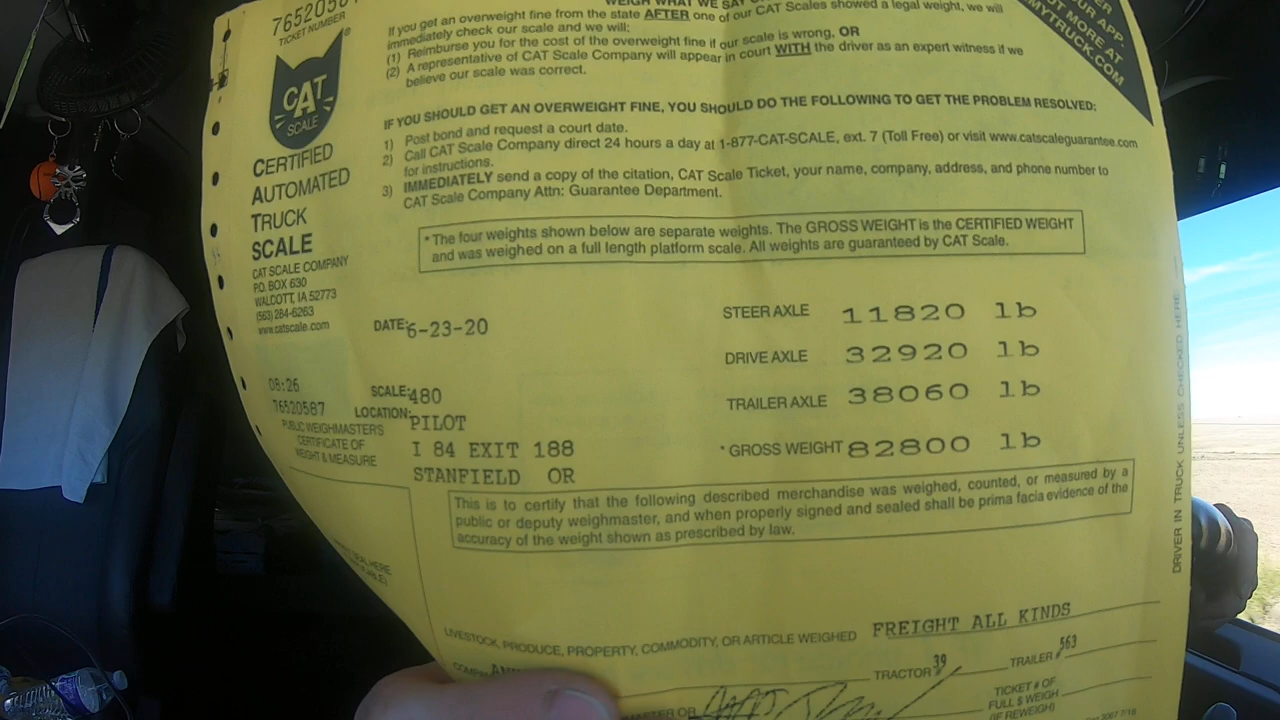 7652058
TICKET NUMBER
WEIGH WHAT WE SAY
If you get an overweight fine from the state AFTER one of our CAT Scales showed a legal weight, we will
immediately check our scale and we will:
(1) Reimburse you for the cost of the overweight fine if our scale is wrong, OR
(2) A representative of CAT Scale Company will appear in court WITH the driver as an expert witness if we
believe our scale was correct.
OUR APP.
OUT MORE AT
MYTRUCK.COM
CAT
SCALE
®
CERTIFIED
AUTOMATED
TRUCK
SCALE
CAT SCALE COMPANY
P.O. BOX 630
WALCOTT, IA 52773
(563) 284-6263
www.catscale.com
IF YOU SHOULD GET AN OVERWEIGHT FINE, YOU SHOULD DO THE FOLLOWING TO GET THE PROBLEM RESOLVED:
1) Post bond and request a court date.
2) Call CAT Scale Company direct 24 hours a day at 1-877-CAT-SCALE, ext. 7 (Toll Free) or visit www.catscaleguarantee.com
for instructions.
3) IMMEDIATELY send a copy of the citation, CAT Scale Ticket, your name, company, address, and phone number to
CAT Scale Company Attn: Guarantee Department.
* The four weights shown below are separate weights. The GROSS WEIGHT is the CERTIFIED WEIGHT
and was weighed on a full length platform scale. All weights are guaranteed by CAT Scale.
DATE: 6-23-20
STEER AXLE 11820 lb
DRIVE AXLE 32920 lb
TRAILER AXLE 38060 lb
* GROSS WEIGHT 82800 lb
08:26
76520587
PUBLIC WEIGHMASTER'S
CERTIFICATE OF
WEIGHT & MEASURE
SCALE: 480
LOCATION: PILOT
I 84 EXIT 188
STANFIELD OR
This is to certify that the following described merchandise was weighed, counted, or measured by a
public or deputy weighmaster, and when properly signed and sealed shall be prima facia evidence of the
accuracy of the weight shown as prescribed by law.
DRIVER IN TRUCK UNLESS CHECKED HERE
LIVESTOCK, PRODUCE, PROPERTY, COMMODITY, OR ARTICLE WEIGHED FREIGHT ALL KINDS
TRACTOR 39 TRAILER # 563
TICKET # OF
FULL $ WEIGH
(IF REWEIGH)